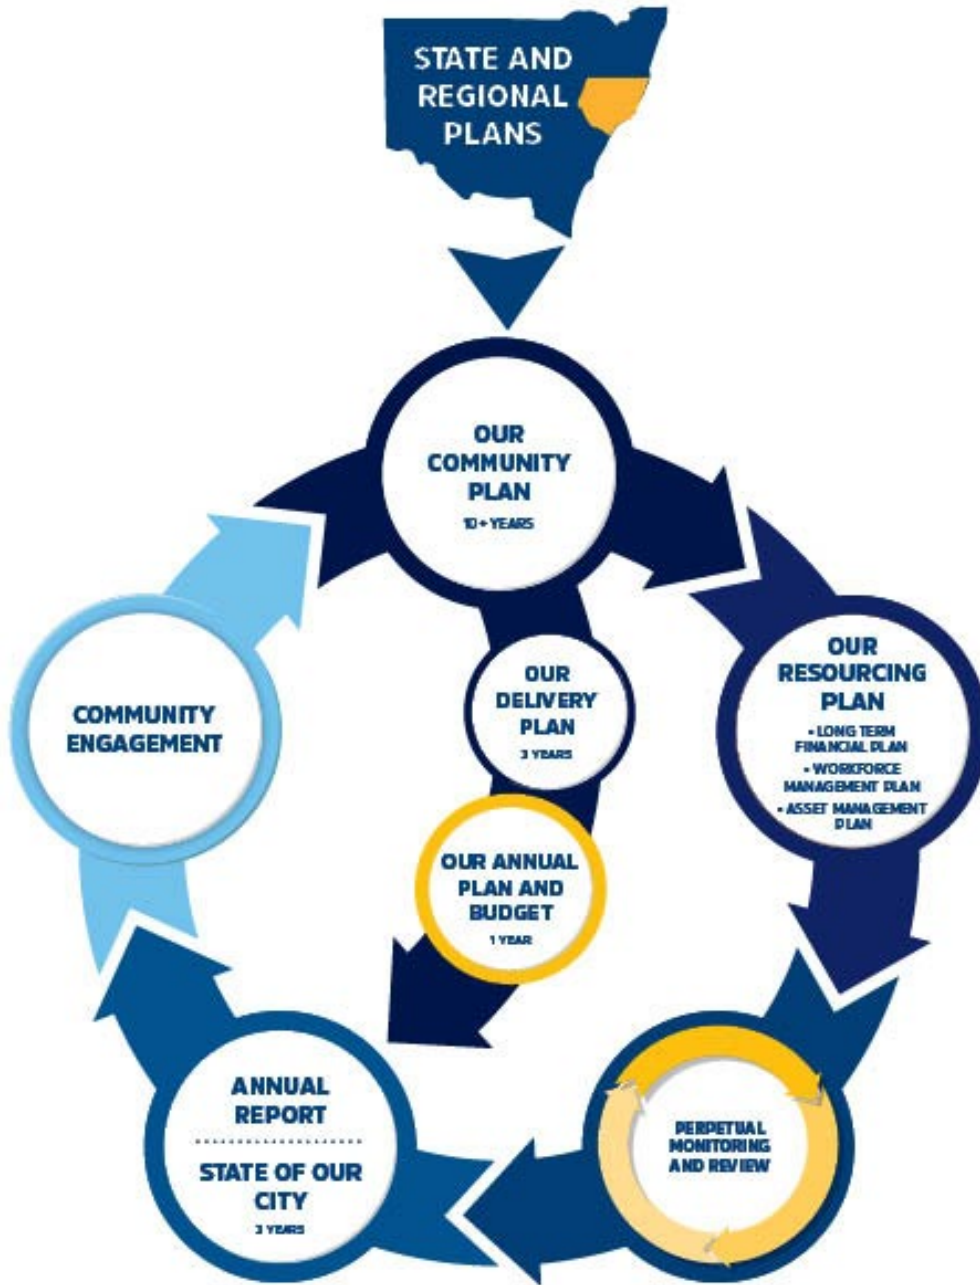 STATE AND
REGIONAL
PLANS
OUR
COMMUNITY
PLAN
10+ YEARS
OUR
RESOURCING
PLAN
• LONG TERM
FINANCIAL PLAN
• WORKFORCE
MANAGEMENT PLAN
• ASSET MANAGEMENT
PLAN
OUR
DELIVERY
PLAN
3 YEARS
OUR ANNUAL
PLAN AND
BUDGET
1 YEAR
PERPETUAL
MONITORING
AND REVIEW
ANNUAL
REPORT
STATE OF OUR
CITY
3 YEARS
COMMUNITY
ENGAGEMENT